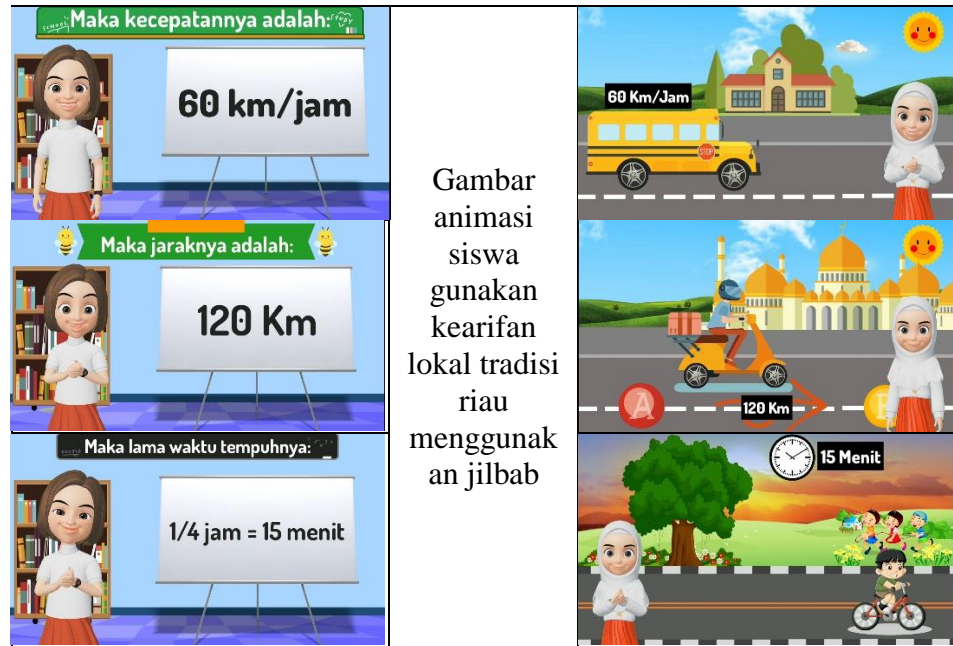 Maka kecepatannya adalah:
60 km/jam
Maka jaraknya adalah:
120 Km
Maka lama waktu tempuhnya:
1/4 jam = 15 menit
Gambar
animasi
siswa
gunakan
kearifan
lokal tradisi
riau
menggunak
an jilbab
60 Km/Jam
STOP
A
120 Km
15 Menit